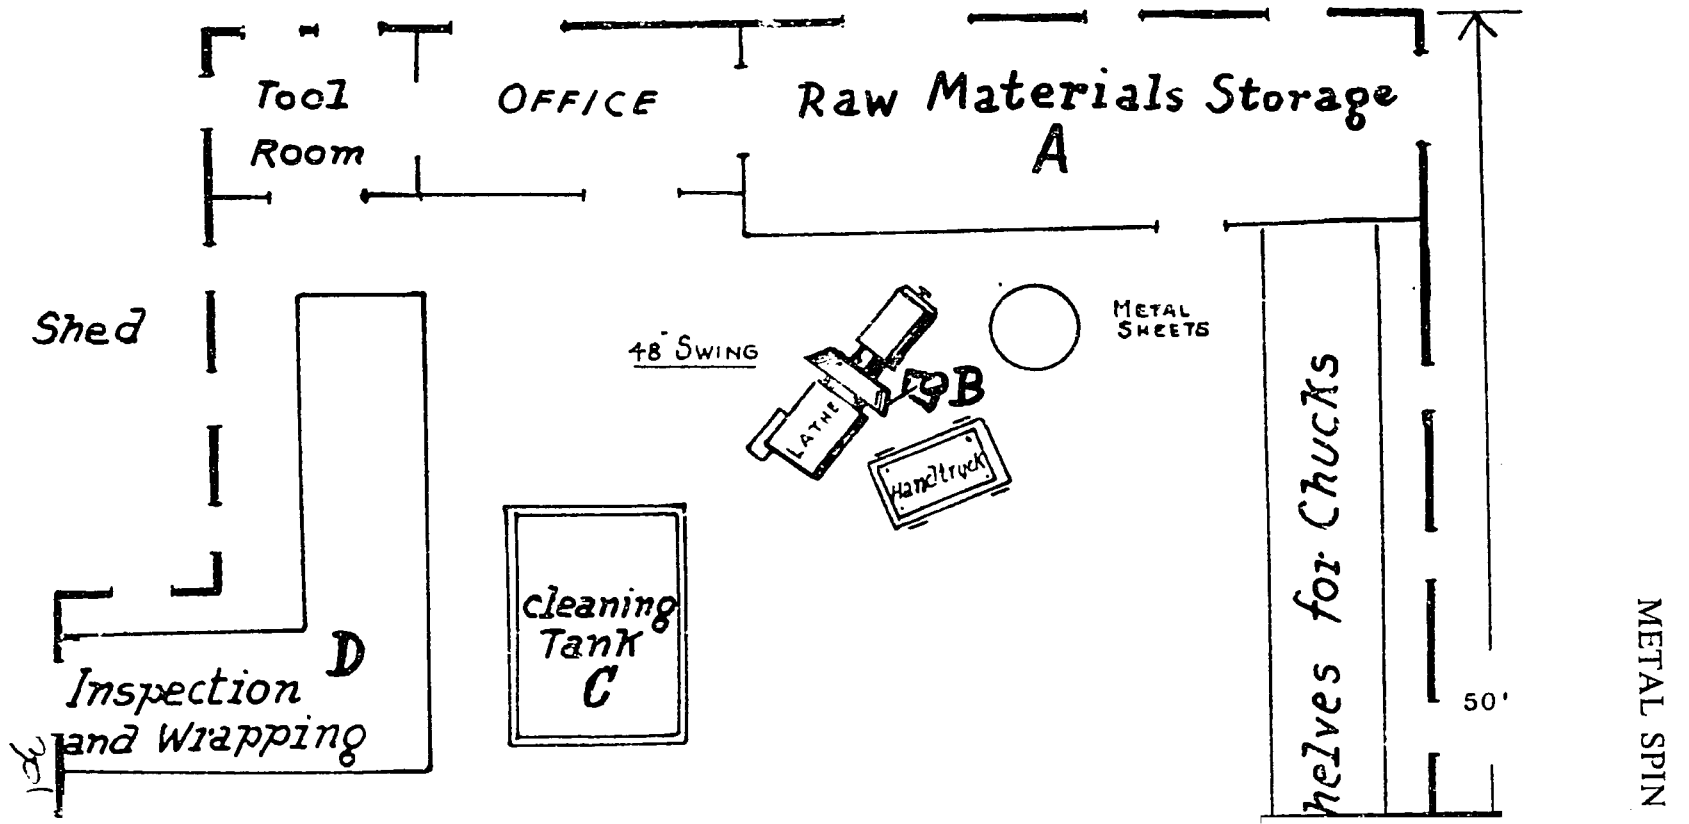 Tool
Room
OFFICE
Raw Materials Storage
A
Shed
48" SWING
METAL
SHEETS
B
LATHE
Handtruck
helves for Chucks
cleaning
Tank
C
D
Inspection
and Wrapping
50'
METAL SPIN